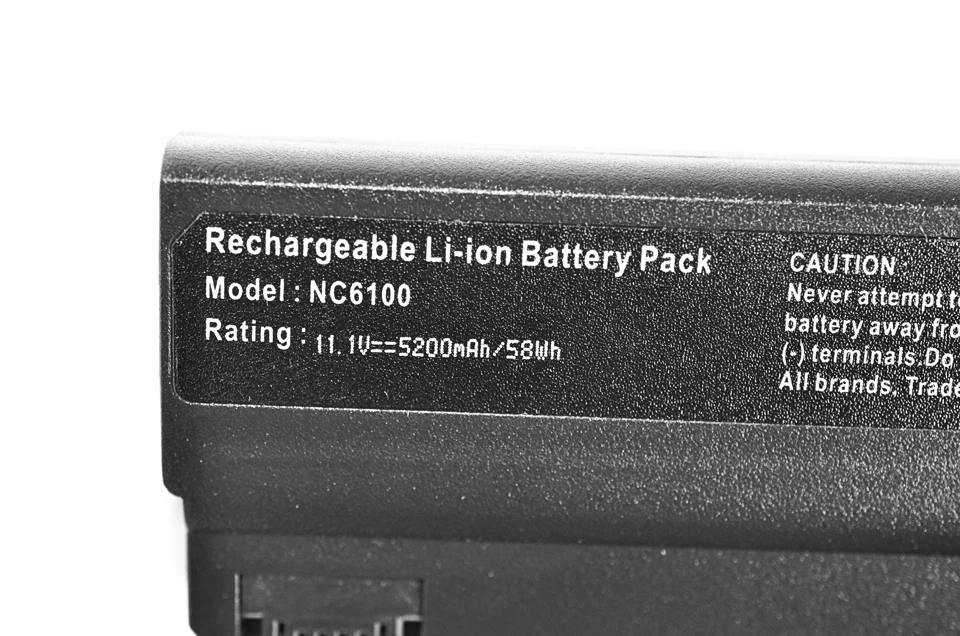 Rechargeable Li-ion Battery Pack
Model : NC6100
Rating : 11.1V==5200mAh/58Wh
CAUTION
Never attempt
battery away
(-) terminals.Do
All brands. Trade